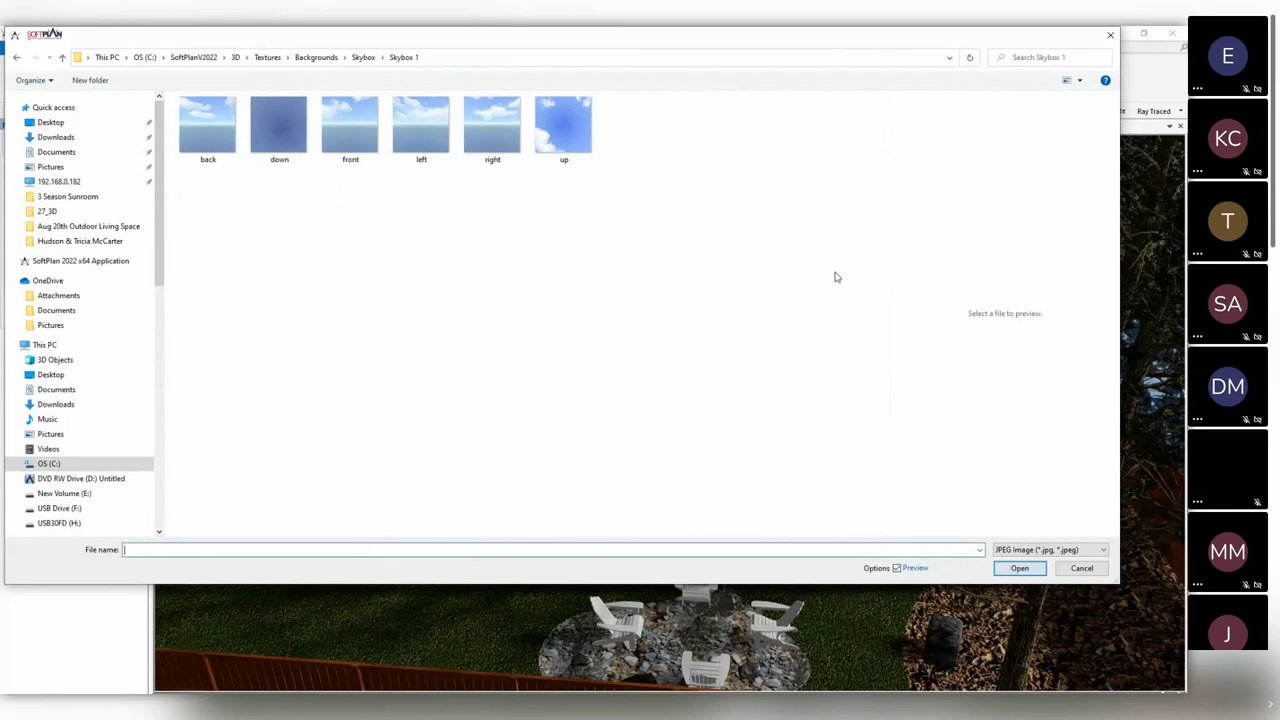 SOFTPLAN
This PC > OS (C:) > SoftPlanV2022 > 3D > Textures > Backgrounds > Skybox > Skybox 1
Search Skybox 1
Organize
New folder
Ray Traced
Quick access
Desktop
Downloads
Documents
Pictures
192.168.0.182
3 Season Sunroom
27_3D
Aug 20th Outdoor Living Space
Hudson & Tricia McCarter
SoftPlan 2022 x64 Application
OneDrive
Attachments
Documents
Pictures
This PC
3D Objects
Desktop
Documents
Downloads
Music
Pictures
Videos
OS (C:)
DVD RW Drive (D:) Untitled
New Volume (E:)
USB Drive (F:)
USB30FD (H:)
back
down
front
left
right
up
Select a file to preview.
File name:
JPEG Image (*.jpg, *.jpeg)
Options
Preview
Open
Cancel
E
KC
T
SA
DM
MM
J